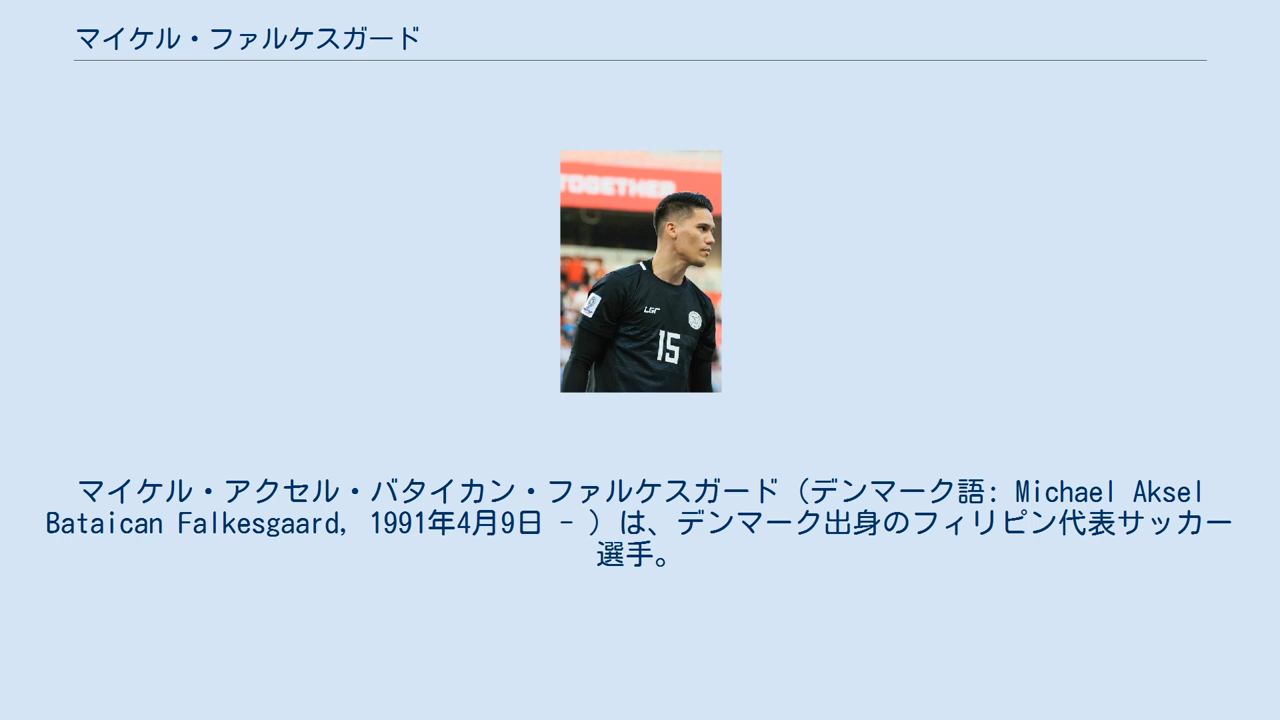 マイケル・ファルケスガード
TOGETHER
LGR
15
マイケル・アクセル・バタイカン・ファルケスガード（デンマーク語: Michael Aksel
Bataican Falkesgaard, 1991年4月9日 - ）は、デンマーク出身のフィリピン代表サッカー
選手。